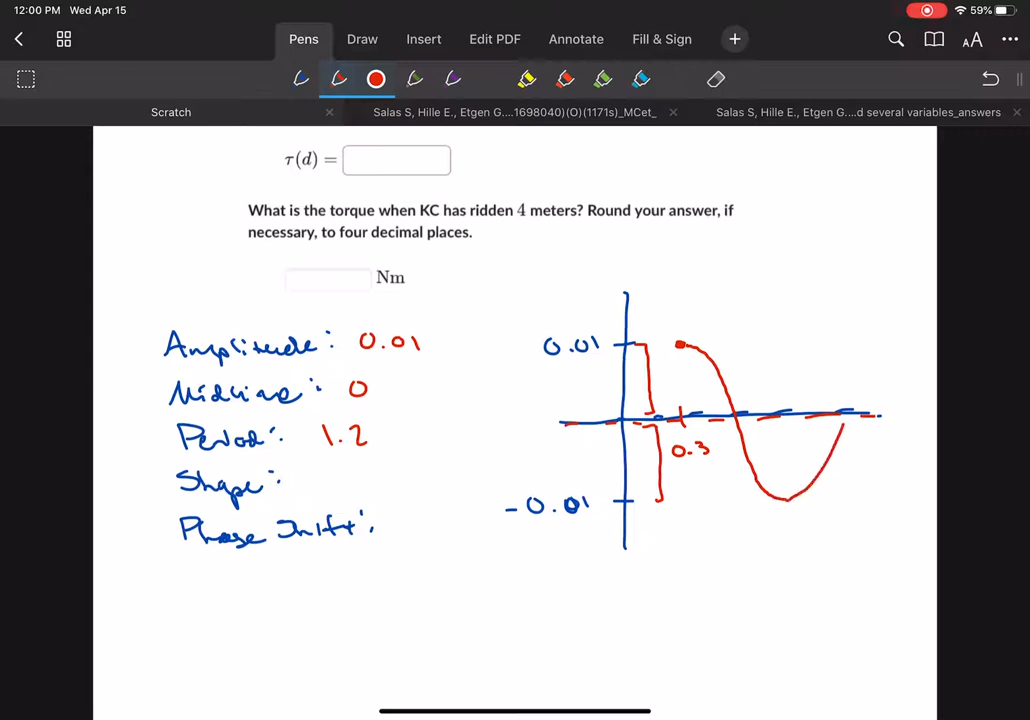 12:00 PM Wed Apr 15
59%
Pens Draw Insert Edit PDF Annotate Fill & Sign
AA
Scratch
Salas S, Hille E., Etgen G....1698040)(O)(1171s)_MCet_
Salas S, Hille E., Etgen G....d several variables_answers
τ(d) =
What is the torque when KC has ridden 4 meters? Round your answer, if
necessary, to four decimal places.
Nm
Amplitude: 0.01
Midline: 0
Period: 1.2
Shape:
Phase Shift:
0.01
0.3
-0.01